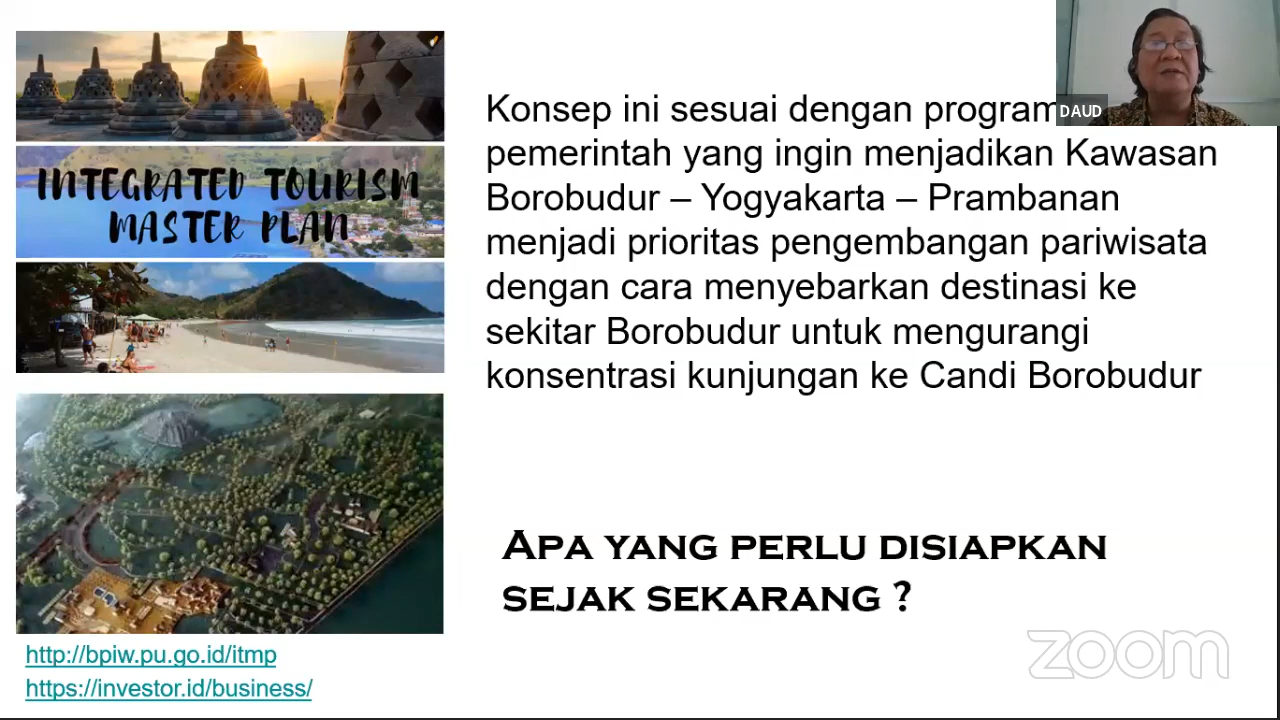 INTEGRATED TOURISM
MASTER PLAN
http://bpiw.pu.go.id/itmp
https://investor.id/business/
Konsep ini sesuai dengan program
pemerintah yang ingin menjadikan Kawasan
Borobudur – Yogyakarta – Prambanan
menjadi prioritas pengembangan pariwisata
dengan cara menyebarkan destinasi ke
sekitar Borobudur untuk mengurangi
konsentrasi kunjungan ke Candi Borobudur
APA YANG PERLU DISIAPKAN
SEJAK SEKARANG ?
DAUD
zoom